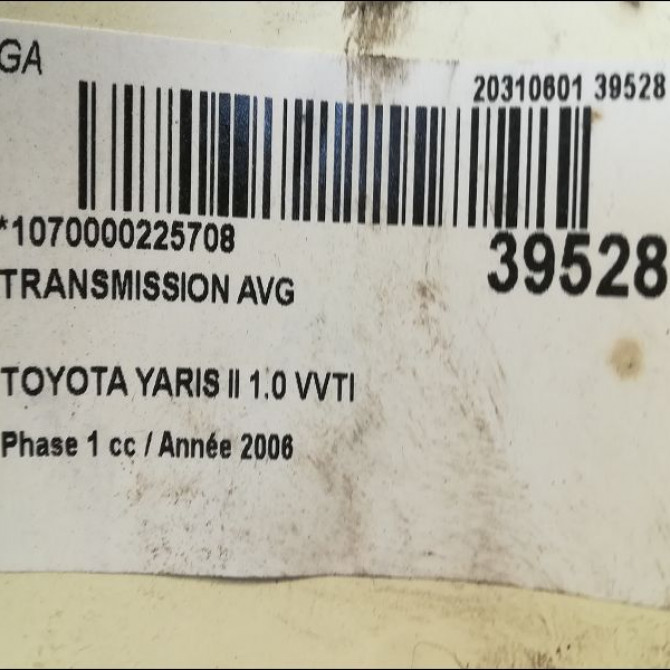 GA
20310601 39528
*1070000225708
39528
TRANSMISSION AVG
TOYOTA YARIS II 1.0 VVTI
Phase 1 cc / Année 2006